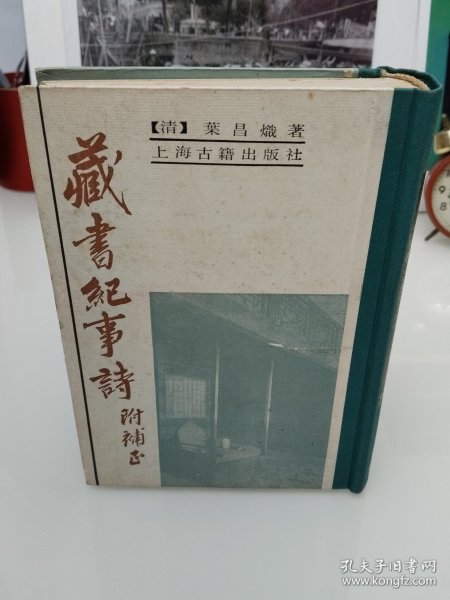 【清】 葉昌熾著
上海古籍出版社
藏書紀事詩
附補正
孔夫子旧书网
www.kongfz.com